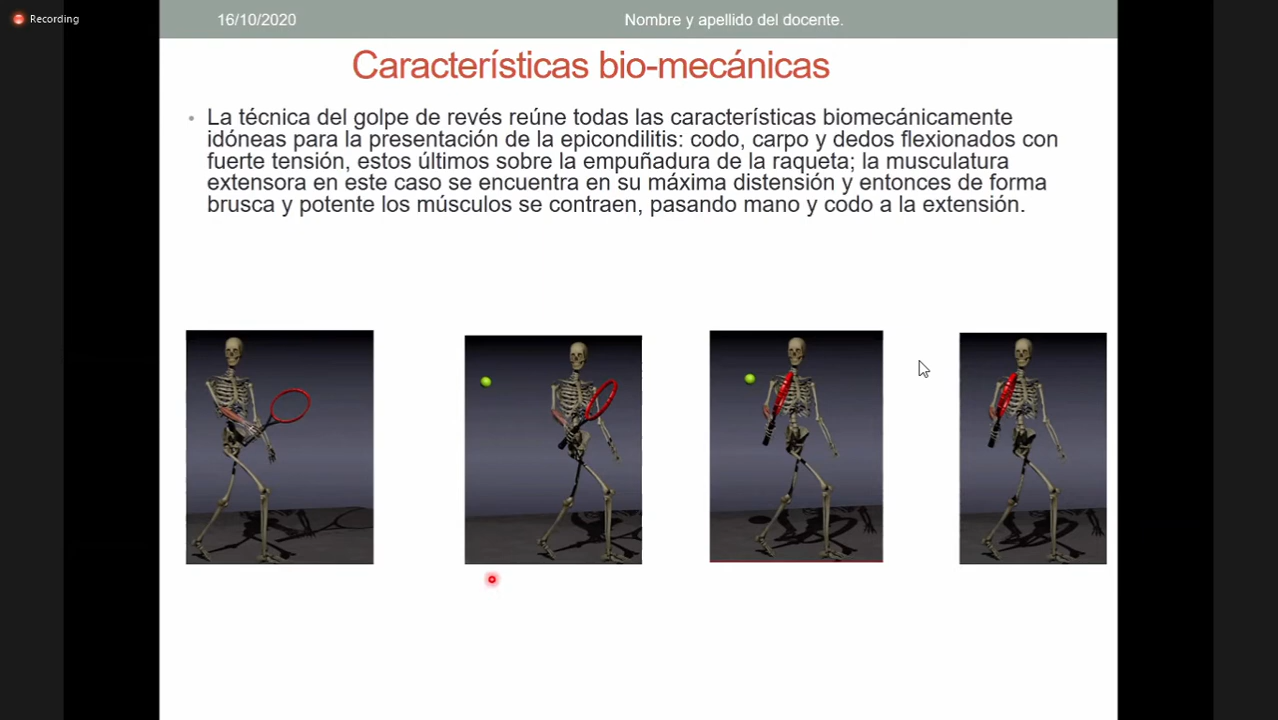 Recording
16/10/2020
Nombre y apellido del docente.
Características bio-mecánicas
• La técnica del golpe de revés reúne todas las características biomecánicamente
idóneas para la presentación de la epicondilitis: codo, carpo y dedos flexionados con
fuerte tensión, estos últimos sobre la empuñadura de la raqueta; la musculatura
extensora en este caso se encuentra en su máxima distensión y entonces de forma
brusca y potente los músculos se contraen, pasando mano y codo a la extensión.